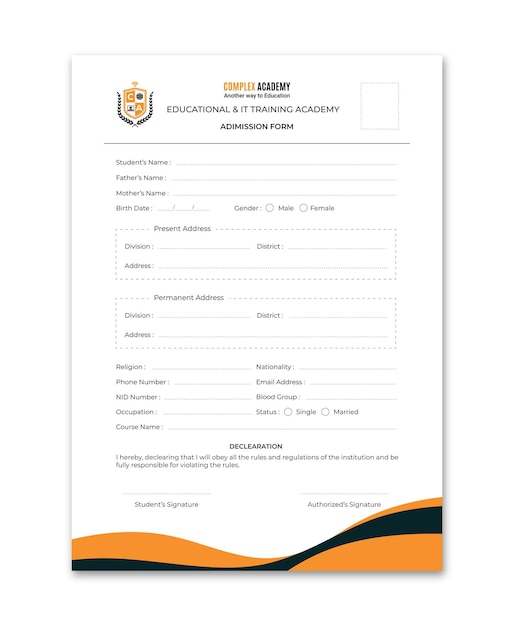 COMPLEX ACADEMY
Another way to Education
EDUCATIONAL & IT TRAINING ACADEMY
ADIMISSION FORM
C A
Student's Name :
Father's Name :
Mother's Name :
Birth Date : / / Gender : Male Female
Present Address
Division : District :
Address :
Permanent Address
Division : District :
Address :
Religion : Nationality :
Phone Number : Email Address :
NID Number : Blood Group :
Occupation : Status : Single Married
Course Name :
DECLEARATION
I hereby, declearing that I will obey all the rules and regulations of the institution and be
fully responsible for violating the rules.
Student's Signature Authorized's Signature